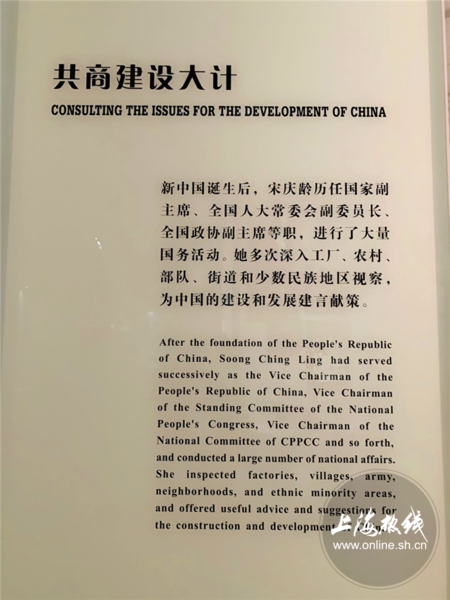 共商建设大计
CONSULTING THE ISSUES FOR THE DEVELOPMENT OF CHINA
新中国诞生后，宋庆龄历任国家副
主席、全国人大常委会副委员长、
全国政协副主席等职，进行了大量
国务活动。她多次深入工厂、农村、
部队、街道和少数民族地区视察，
为中国的建设和发展建言献策。
After the foundation of the People's Republic
of China, Soong Ching Ling had served
successively as the Vice Chairman of the
People's Republic of China, Vice Chairman
of the Standing Committee of the National
People's Congress, Vice Chairman of the
National Committee of CPPCC and so forth,
and conducted a large number of national affairs.
She inspected factories, villages, army,
neighborhoods, and ethnic minority areas,
and offered useful advice and suggestions for
the construction and development
上海热线
www.online.sh.cn